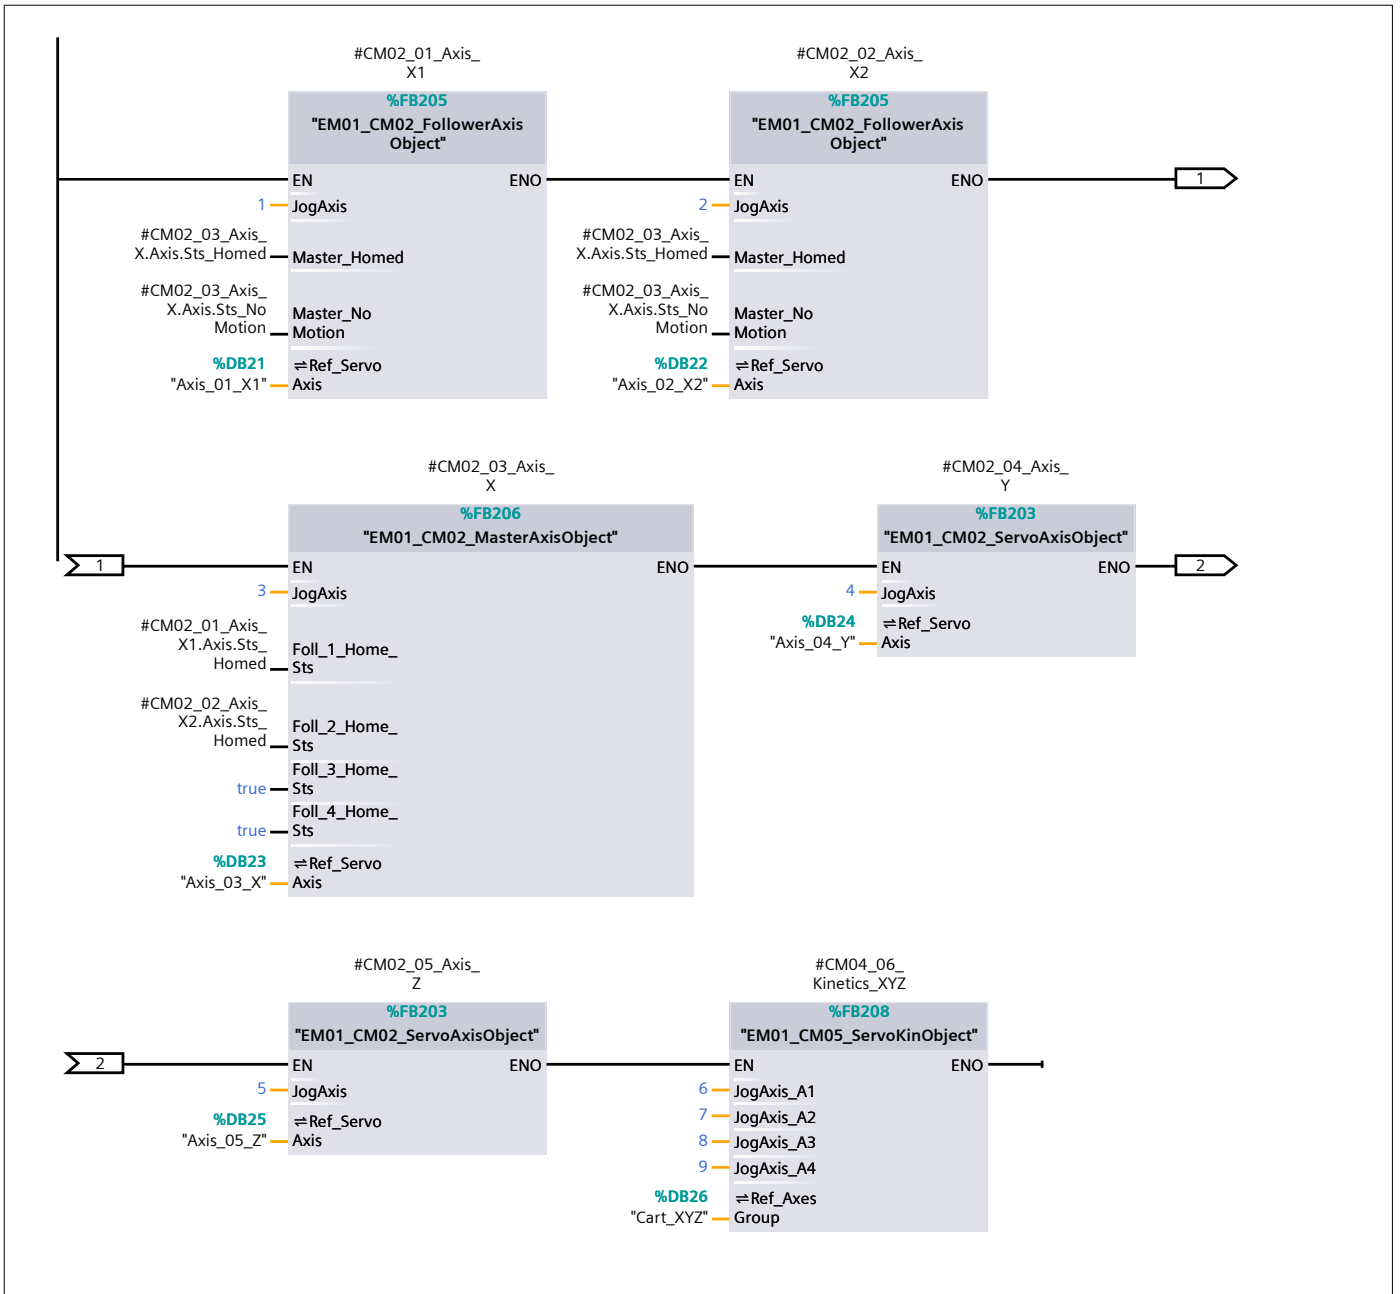 #CM02_01_Axis_
X1
%FB205
"EM01_CM02_FollowerAxis
Object"
EN
ENO
1
JogAxis
#CM02_03_Axis_
X.Axis.Sts_Homed
Master_Homed
#CM02_03_Axis_
X.Axis.Sts_No
Motion
Master_No
Motion
%DB21
"Axis_01_X1"
⇌Ref_Servo
Axis
#CM02_02_Axis_
X2
%FB205
"EM01_CM02_FollowerAxis
Object"
EN
ENO
2
JogAxis
#CM02_03_Axis_
X.Axis.Sts_Homed
Master_Homed
#CM02_03_Axis_
X.Axis.Sts_No
Motion
Master_No
Motion
%DB22
"Axis_02_X2"
⇌Ref_Servo
Axis
1
1
#CM02_03_Axis_
X
%FB206
"EM01_CM02_MasterAxisObject"
EN
ENO
3
JogAxis
#CM02_01_Axis_
X1.Axis.Sts_
Homed
Foll_1_Home_
Sts
#CM02_02_Axis_
X2.Axis.Sts_
Homed
Foll_2_Home_
Sts
true
Foll_3_Home_
Sts
true
Foll_4_Home_
Sts
%DB23
"Axis_03_X"
⇌Ref_Servo
Axis
#CM02_04_Axis_
Y
%FB203
"EM01_CM02_ServoAxisObject"
EN
ENO
4
JogAxis
%DB24
"Axis_04_Y"
⇌Ref_Servo
Axis
2
2
#CM02_05_Axis_
Z
%FB203
"EM01_CM02_ServoAxisObject"
EN
ENO
5
JogAxis
%DB25
"Axis_05_Z"
⇌Ref_Servo
Axis
#CM04_06_
Kinetics_XYZ
%FB208
"EM01_CM05_ServoKinObject"
EN
ENO
6
JogAxis_A1
7
JogAxis_A2
8
JogAxis_A3
9
JogAxis_A4
%DB26
"Cart_XYZ"
⇌Ref_Axes
Group